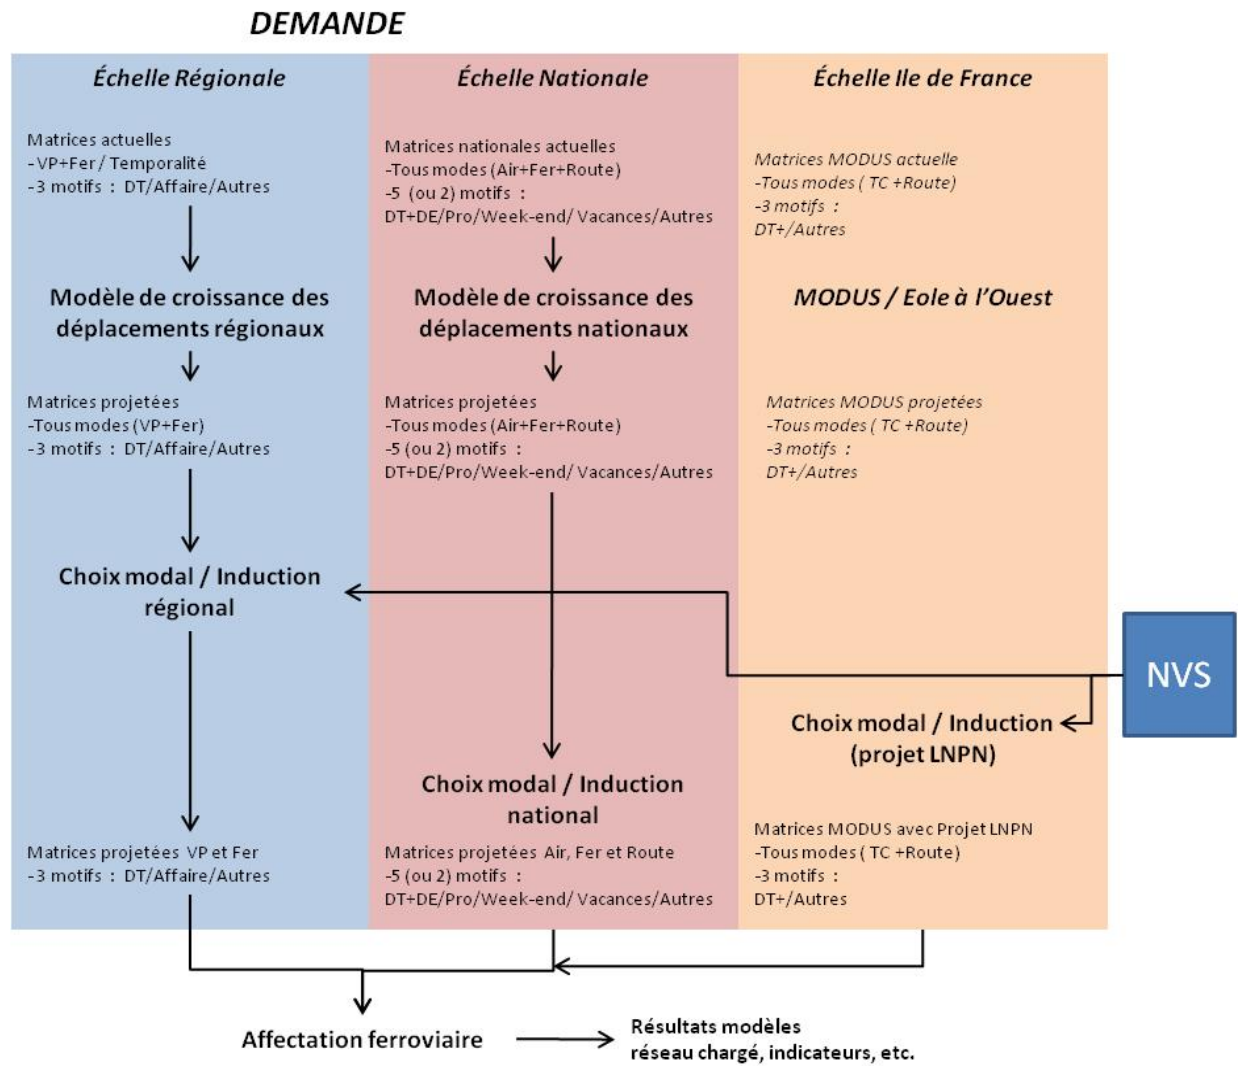 DEMANDE
Échelle Régionale
Matrices actuelles
-VP+Fer / Temporalité
-3 motifs : DT/Affaire/Autres
Modèle de croissance des
déplacements régionaux
Matrices projetées
-Tous modes (VP+Fer)
-3 motifs : DT/Affaire/Autres
Choix modal / Induction
régional
Matrices projetées VP et Fer
-3 motifs : DT/Affaire/Autres
Échelle Nationale
Matrices nationales actuelles
-Tous modes (Air+Fer+Route)
-5 (ou 2) motifs :
DT+DE/Pro/Week-end/ Vacances/Autres
Modèle de croissance des
déplacements nationaux
Matrices projetées
-Tous modes (Air+Fer+Route)
-5 (ou 2) motifs :
DT+DE/Pro/Week-end/ Vacances/Autres
Choix modal / Induction
national
Matrices projetées Air, Fer et Route
-5 (ou 2) motifs :
DT+DE/Pro/Week-end/ Vacances/Autres
Échelle Ile de France
Matrices MODUS actuelle
-Tous modes ( TC +Route)
-3 motifs :
DT+/Autres
MODUS / Eole à l’Ouest
Matrices MODUS projetées
-Tous modes ( TC +Route)
-3 motifs :
DT+/Autres
Choix modal / Induction
(projet LNPN)
Matrices MODUS avec Projet LNPN
-Tous modes ( TC +Route)
-3 motifs :
DT+/Autres
NVS
Affectation ferroviaire
Résultats modèles
réseau chargé, indicateurs, etc.